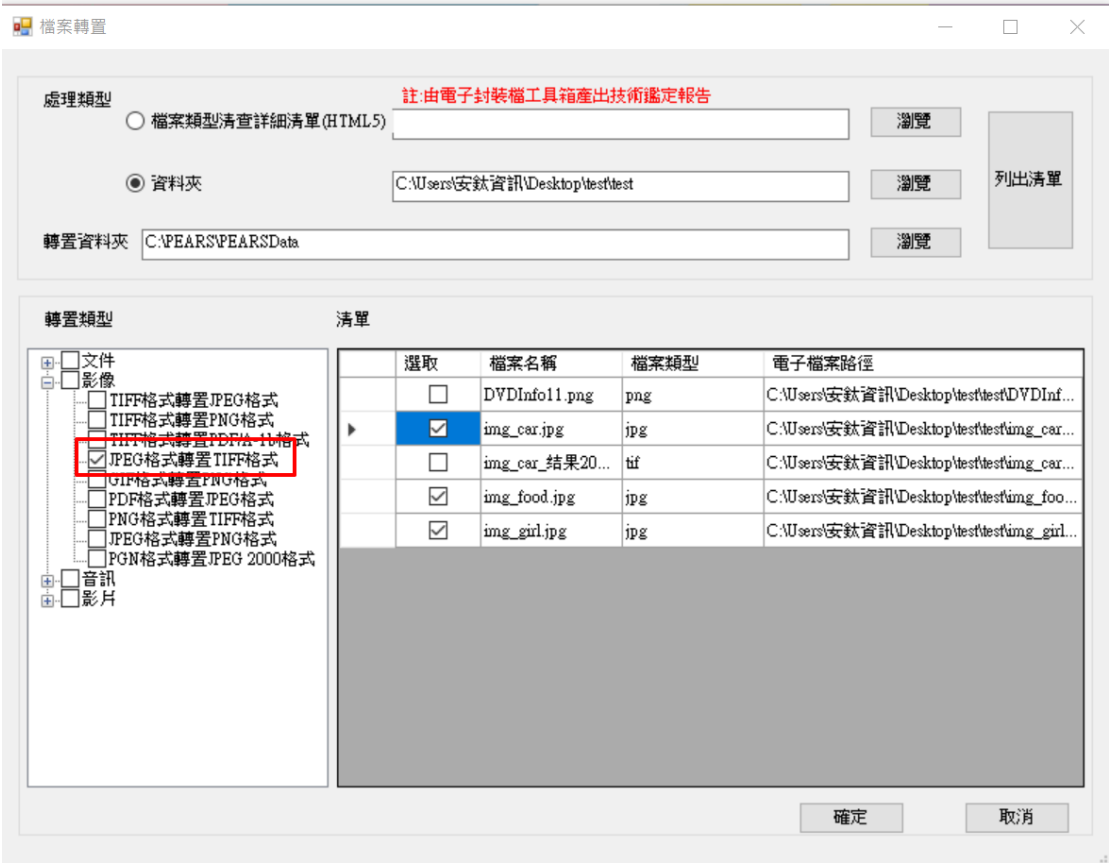 檔案轉置
處理類型
註:由電子封裝檔工具箱產出技術鑑定報告
檔案類型清查詳細清單(HTML5)
瀏覽
資料夾
C:\Users\安鈦資訊\Desktop\test\test
瀏覽
列出清單
轉置資料夾
C:\PEARS\PEARSData
瀏覽
轉置類型
清單
文件
影像
TIFF格式轉置JPEG格式
TIFF格式轉置PNG格式
TIFF格式轉置PDF/A-1b格式
JPEG格式轉置TIFF格式
GIF格式轉置PNG格式
PDF格式轉置JPEG格式
PNG格式轉置TIFF格式
JPEG格式轉置PNG格式
PGN格式轉置JPEG 2000格式
音訊
影片
選取 檔案名稱 檔案類型 電子檔案路徑
DVDInfo11.png png C:\Users\安鈦資訊\Desktop\test\test\DVDInf...
img_car.jpg jpg C:\Users\安鈦資訊\Desktop\test\test\img_car...
img_car_结果20... tif C:\Users\安鈦資訊\Desktop\test\test\img_car...
img_food.jpg jpg C:\Users\安鈦資訊\Desktop\test\test\img_foo...
img_girl.jpg jpg C:\Users\安鈦資訊\Desktop\test\test\img_girl...
確定
取消